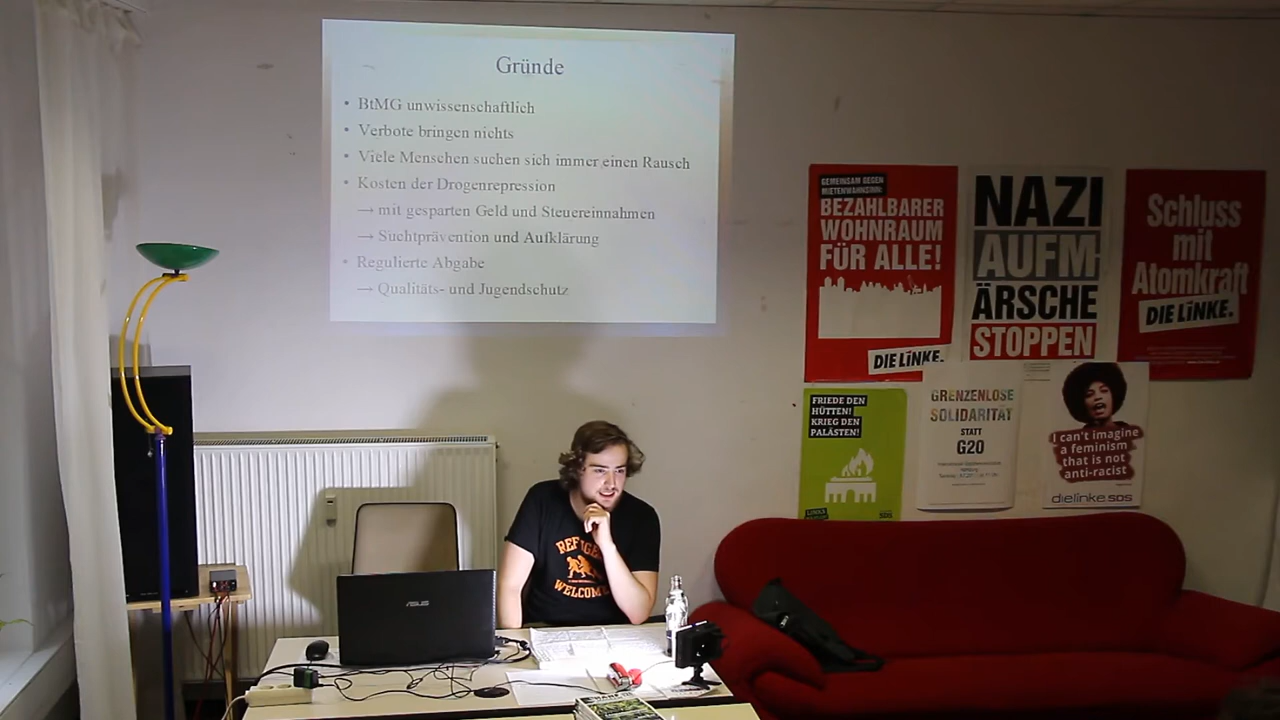 Gründe
• BtMG unwissenschaftlich
• Verbote bringen nichts
• Viele Menschen suchen sich immer einen Rausch
• Kosten der Drogenrepression
→ mit gesparten Geld und Steuereinnahmen
→ Suchtprävention und Aufklärung
• Regulierte Abgabe
→ Qualitäts- und Jugendschutz
GEMEINSAM GEGEN
MIETENWAHNSINN:
BEZAHLBARER
WOHNRAUM
FÜR ALLE!
DIE LINKE.
NAZI
AUFM
ÄRSCHE
STOPPEN
Schluss
mit
Atomkraft
DIE LINKE.
FRIEDE DEN
HÜTTEN!
KRIEG DEN
PALÄSTEN!
GRENZENLOSE
SOLIDARITÄT
STATT
G20
I can't imagine
a feminism
that is not
anti-racist
dielinke SDS
REFUGEES
WELCOME
ASUS